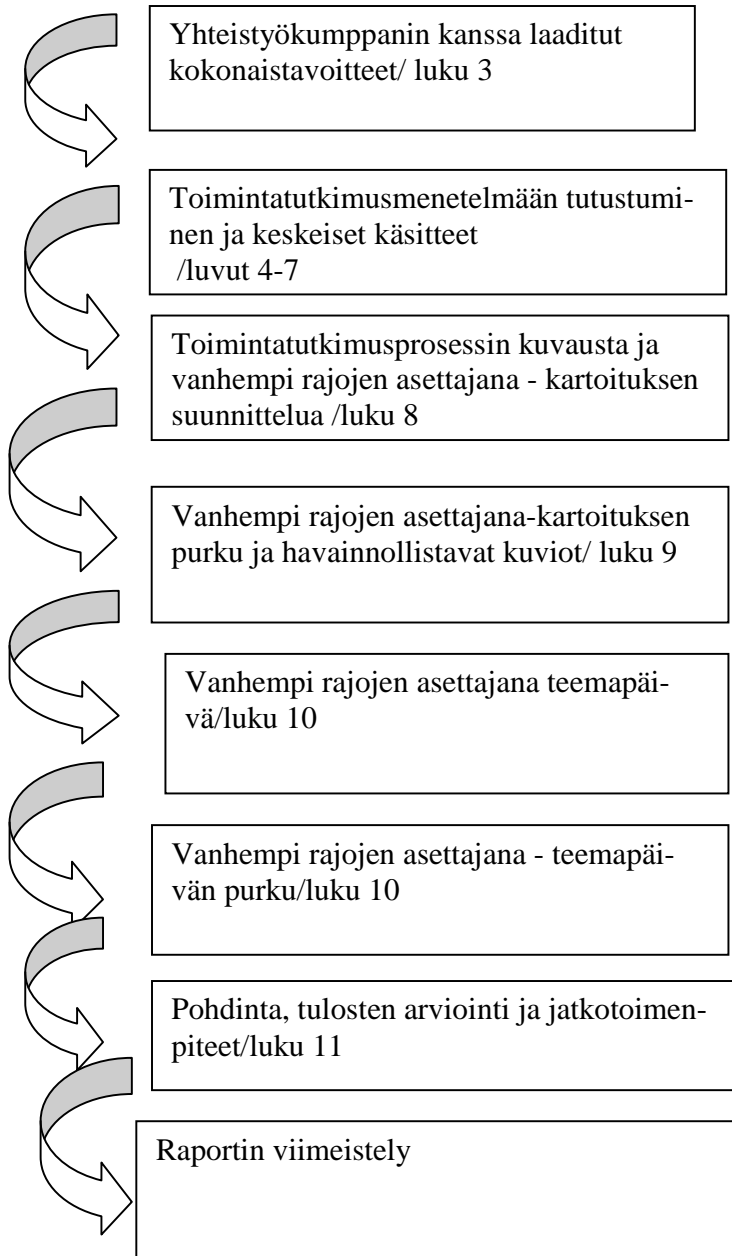 Yhteistyökumppanin kanssa laaditut
kokonaistavoitteet/ luku 3
Toimintatutkimusmenetelmään tutustumi-
nen ja keskeiset käsitteet
/luvut 4-7
Toimintatutkimusprosessin kuvausta ja
vanhempi rajojen asettajana - kartoituksen
suunnittelua /luku 8
Vanhempi rajojen asettajana-kartoituksen
purku ja havainnollistavat kuviot/ luku 9
Vanhempi rajojen asettajana teemapäi-
vä/luku 10
Vanhempi rajojen asettajana - teemapäi-
vän purku/luku 10
Pohdinta, tulosten arviointi ja jatkotoimen-
piteet/luku 11
Raportin viimeistely